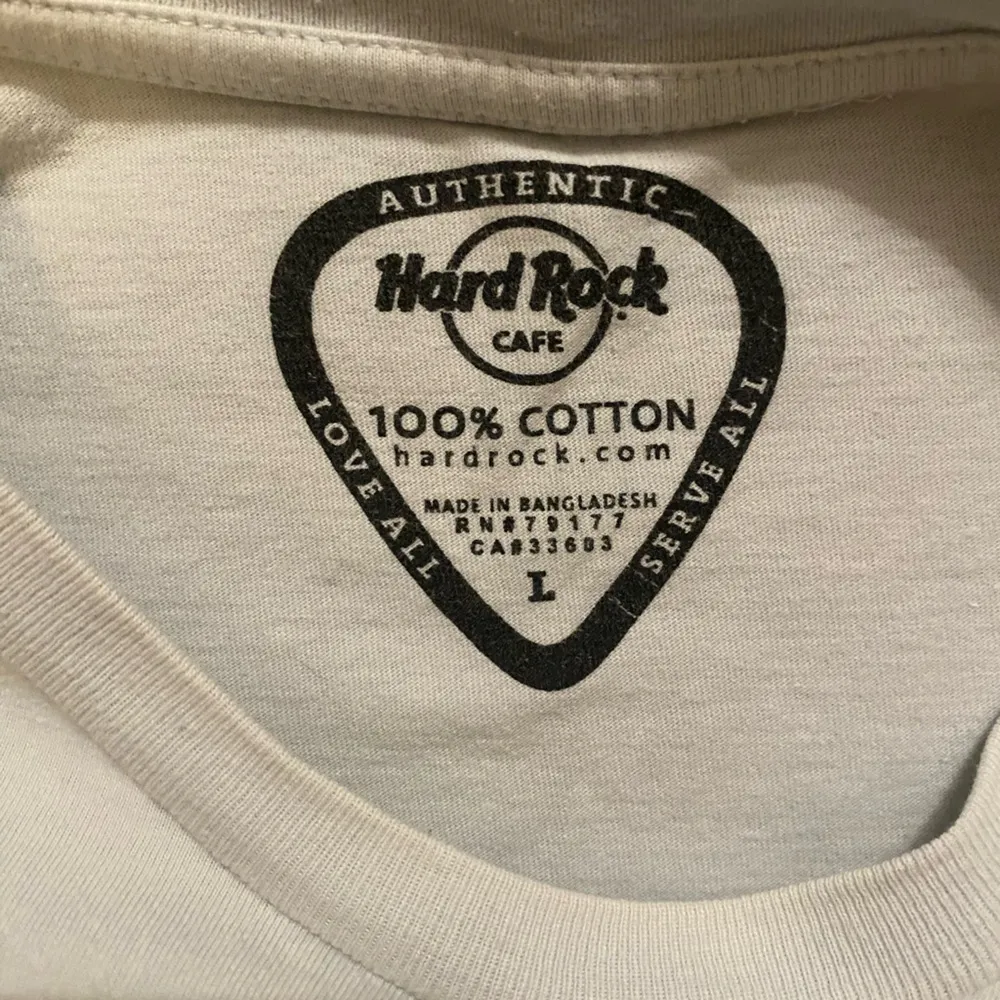 AUTHENTIC
Hard Rock
CAFE
100% COTTON
hardrock.com
MADE IN BANGLADESH
RN#79177
CA#33603
L
LOVE ALL
SERVE ALL